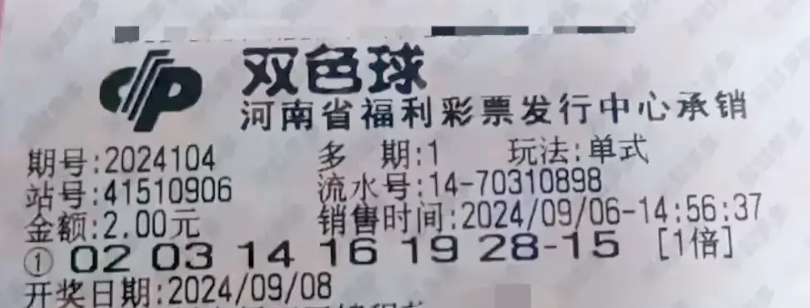 双色球
河南省福利彩票发行中心承销
期号:2024104 多 期:1 玩法:单式
站号:41510906 流水号:14-70310898
金额:2.00元 销售时间:2024/09/06-14:56:37
① 02 03 14 16 19 28-15 [1倍]
开奖日期:2024/09/08